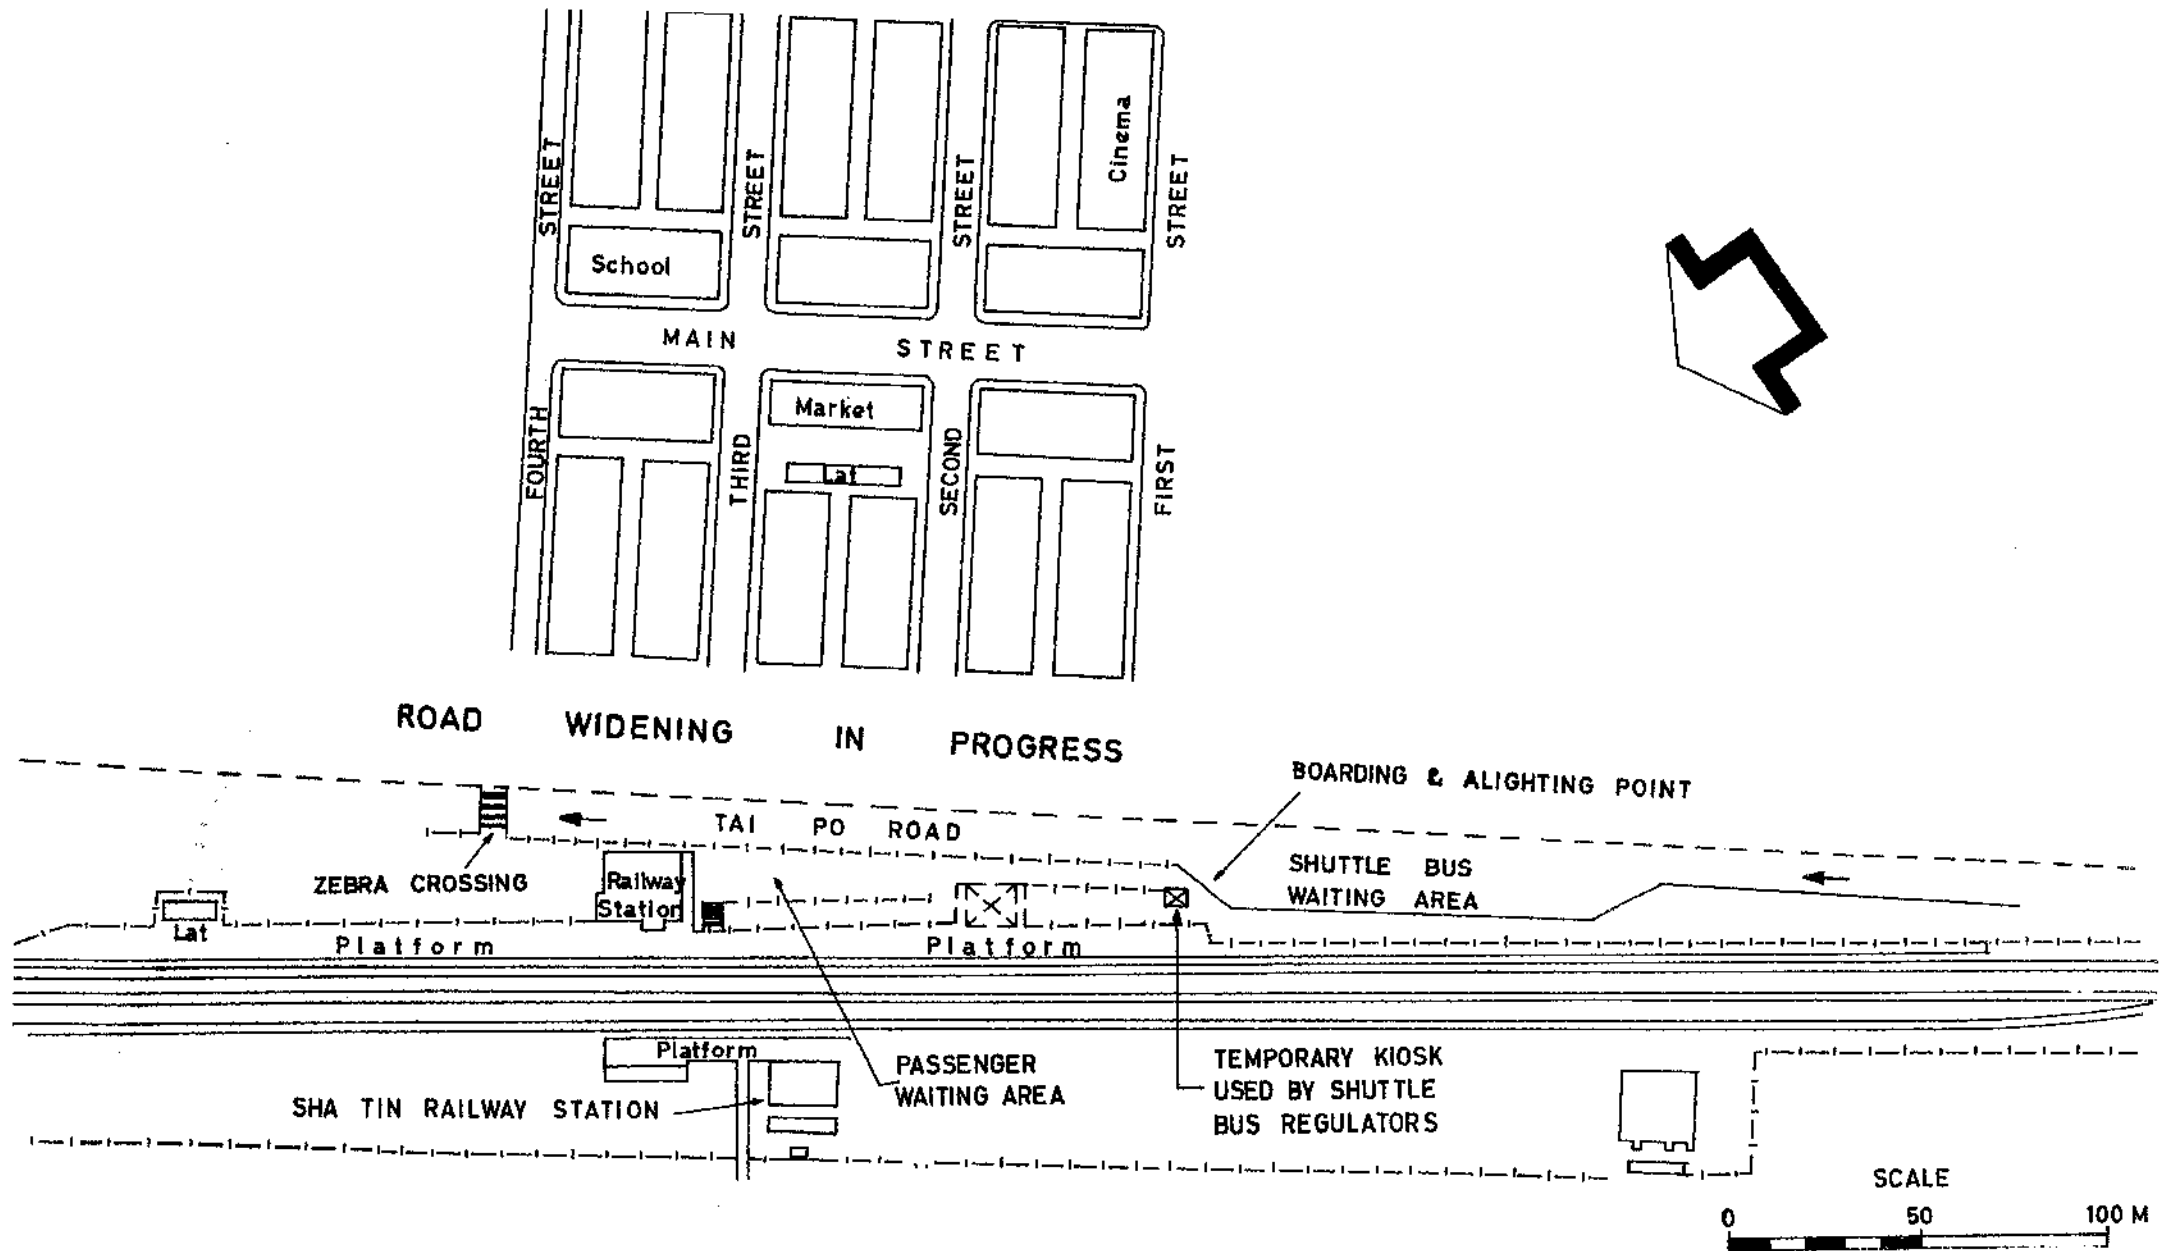 Cinema
STREET
STREET
STREET
STREET
School
MAIN STREET
Market
Lat
FOURTH
THIRD
SECOND
FIRST
ROAD WIDENING IN PROGRESS
BOARDING & ALIGHTING POINT
TAI PO ROAD
SHUTTLE BUS
WAITING AREA
ZEBRA CROSSING
Railway
Station
Lat
Platform
Platform
Platform
PASSENGER
WAITING AREA
TEMPORARY KIOSK
USED BY SHUTTLE
BUS REGULATORS
SHA TIN RAILWAY STATION
SCALE
0 50 100 M